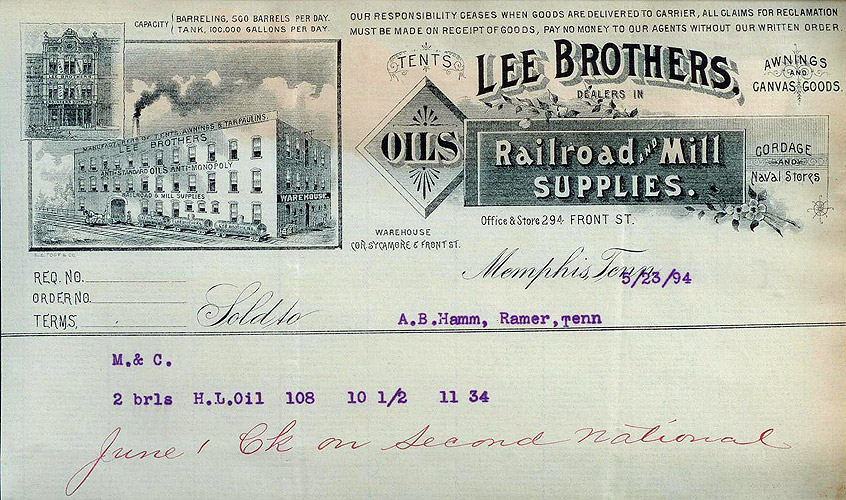 CAPACITY BARRELING, 500 BARRELS PER DAY.
TANK, 100,000 GALLONS PER DAY.
OUR RESPONSIBILITY CEASES WHEN GOODS ARE DELIVERED TO CARRIER, ALL CLAIMS FOR RECLAMATION
MUST BE MADE ON RECEIPT OF GOODS, PAY NO MONEY TO OUR AGENTS WITHOUT OUR WRITTEN ORDER.
LEE BROTHERS
MANUFACTURERS OF TENTS, AWNINGS & TARPAULINS.
LEE BROTHERS
ANTI-STANDARD OILS ANTI-MONOPOLY
RAILROAD & MILL SUPPLIES
WAREHOUSE
TENTS
LEE BROTHERS,
DEALERS IN
AWNINGS
AND
CANVAS GOODS.
OILS
Railroad AND Mill
SUPPLIES.
CORDAGE
AND
Naval Stores
Office & Store 294 FRONT ST.
WAREHOUSE
COR. SYCAMORE & FRONT ST.
Memphis, Tenn 5/23/94
REQ. NO.
ORDER NO.
TERMS,
Sold to
A.B.Hamm, Ramer, Tenn
M.& C.
2 brls H.L.Oil 108 10 1/2 11 34
June 1 Ck on Second National